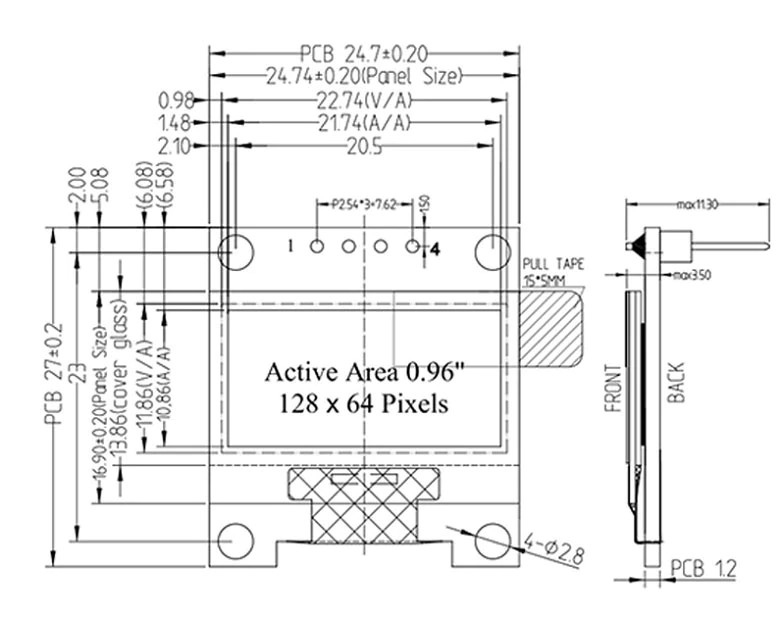 PCB 24.7±0.20
24.74±0.20(Panel Size)
0.98
22.74(V/A)
1.48
21.74(A/A)
2.10
20.5
2.00
5.08
(6.08)
(6.58)
P2.54*3=7.62
1.50
max11.30
1
4
PULL TAPE
15*5MM
max3.50
PCB 27±0.2
23
16.90±0.20(Panel Size)
13.86(cover glass)
11.86(V/A)
10.86(A/A)
Active Area 0.96"
128 x 64 Pixels
FRONT
BACK
4-Φ2.8
PCB 1.2